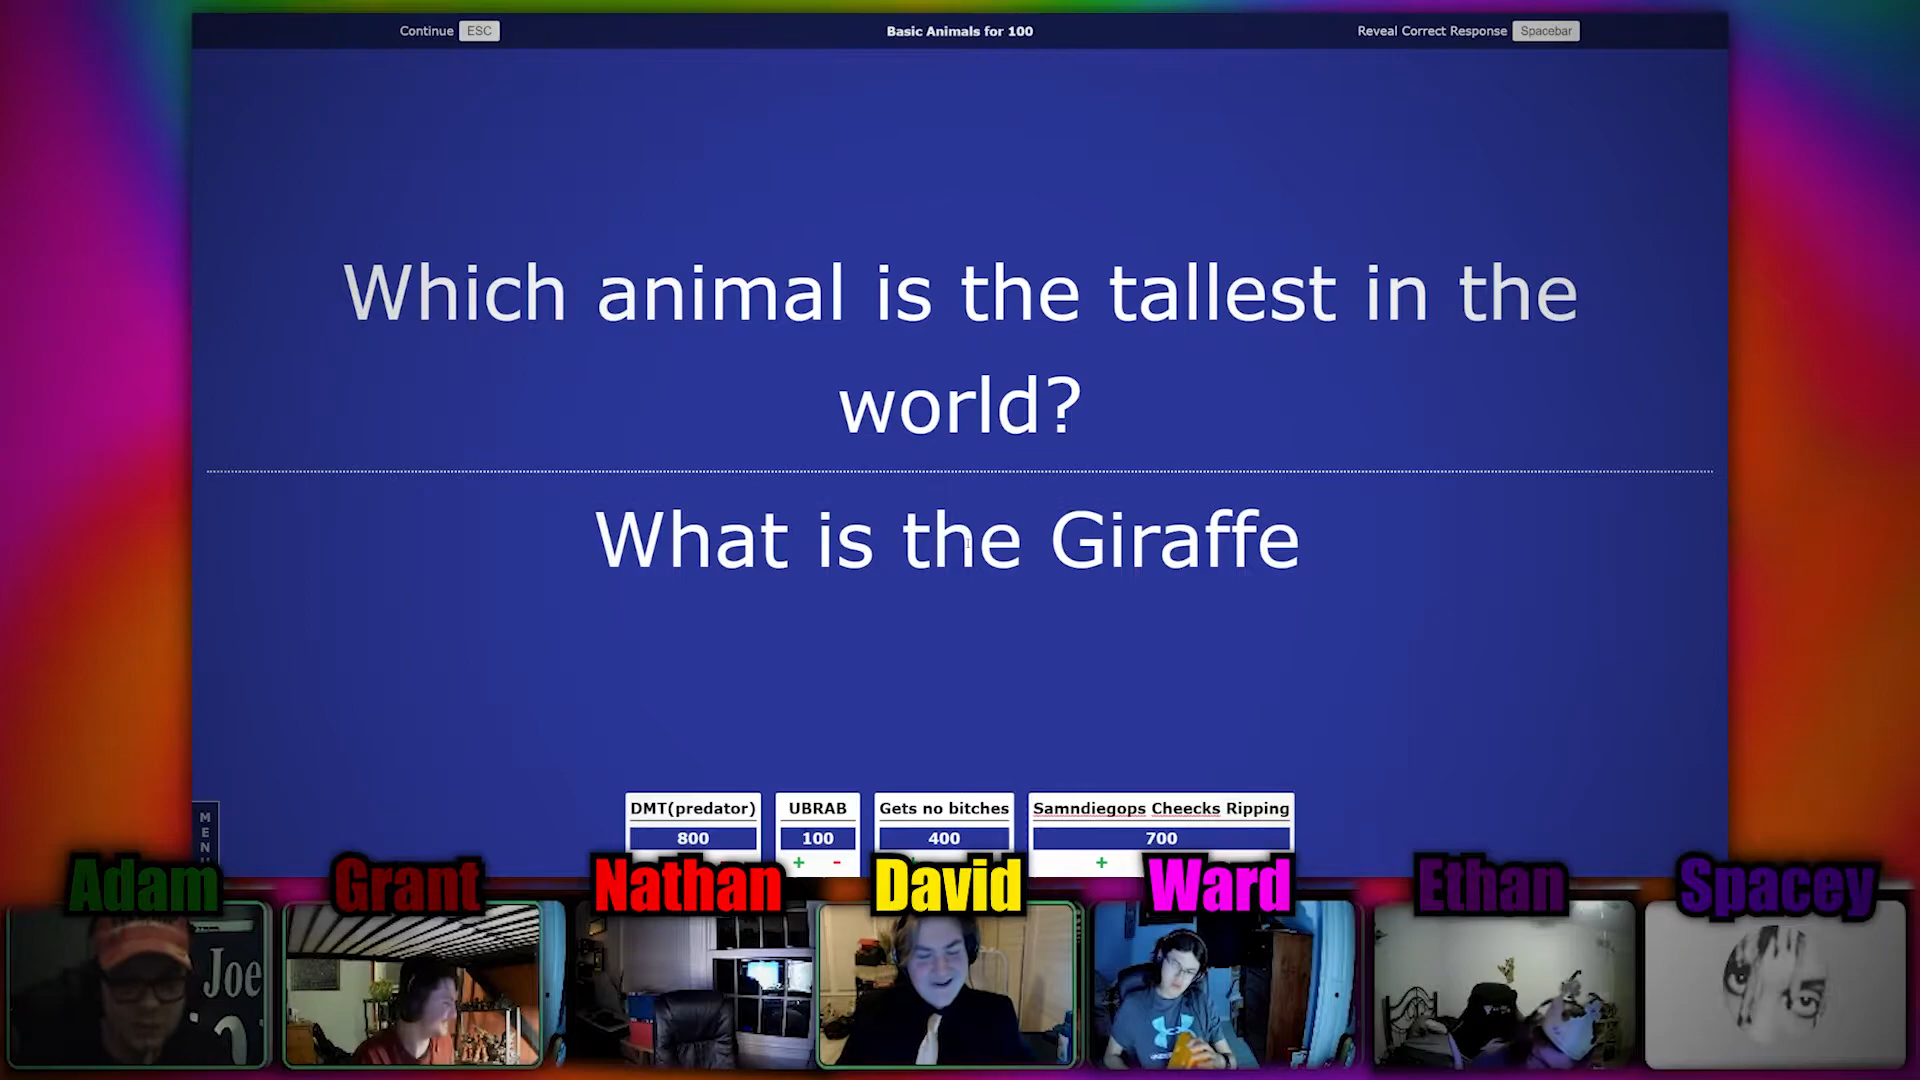 Continue ESC
Basic Animals for 100
Reveal Correct Response Spacebar
Which animal is the tallest in the
world?
What is the Giraffe
MEN
DMT(predator)
800
UBRAB
100
+ -
Gets no bitches
400
Samndiegops Cheecks Ripping
700
+
Adam
Grant
Nathan
David
Ward
Ethan
Spacey
Joe